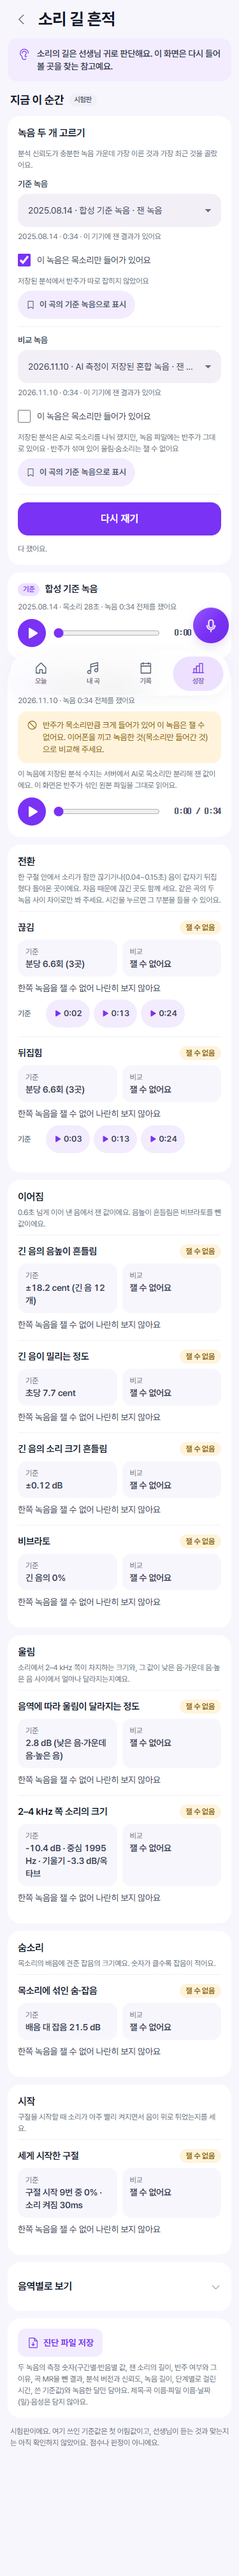 소리 길 흔적
소리의 길은 선생님 귀로 판단해요. 이 화면은 다시 들어
볼 곳을 찾는 참고예요.
지금 이 순간 시험판
녹음 두 개 고르기
분석 신뢰도가 충분한 녹음 가운데 가장 이른 것과 가장 최근 것을 골랐
어요.
기준 녹음
2025.08.14 · 합성 기준 녹음 · 잰 녹음
2025.08.14 · 0:34 · 이 기기에 잰 결과가 있어요
이 녹음은 목소리만 들어가 있어요
저장된 분석에서 반주가 따로 잡히지 않았어요
이 곡의 기준 녹음으로 표시
비교 녹음
2026.11.10 · AI 측정이 저장된 혼합 녹음 · 잰 ...
2026.11.10 · 0:34 · 이 기기에 잰 결과가 있어요
이 녹음은 목소리만 들어가 있어요
저장된 분석은 AI로 목소리를 나눠 쟀지만, 녹음 파일에는 반주가 그대
로 있어요 · 반주가 섞여 있어 울림·숨소리는 잴 수 없어요
이 곡의 기준 녹음으로 표시
다시 재기
다 쟀어요.
기준 합성 기준 녹음
2025.08.14 · 목소리 28초 · 녹음 0:34 전체를 쟀어요
0:00
오늘 내 곡 기록 성장
2026.11.10 · 녹음 0:34 전체를 쟀어요
반주가 목소리만큼 크게 들어가 있어 이 녹음은 잴 수
없어요. 이어폰을 끼고 녹음한 것(목소리만 들어간 것)
으로 비교해 주세요.
이 녹음에 저장된 분석 수치는 서버에서 AI로 목소리만 분리해 잰 값이
에요. 이 화면은 반주가 섞인 원본 파일을 그대로 읽어요.
0:00 / 0:34
전환
한 구절 안에서 소리가 잠깐 끊기거나(0.04~0.15초) 음이 갑자기 뒤집
혔다 돌아온 곳이에요. 자음 때문에 끊긴 곳도 함께 세요. 같은 곡의 두
녹음 사이 차이로만 봐 주세요. 시간을 누르면 그 부분을 들을 수 있어요.
끊김 잴 수 없음
기준
분당 6.6회 (3곳)
비교
잴 수 없어요
한쪽 녹음을 잴 수 없어 나란히 보지 않아요
기준 0:02 0:13 0:24
뒤집힘 잴 수 없음
기준
분당 6.6회 (3곳)
비교
잴 수 없어요
한쪽 녹음을 잴 수 없어 나란히 보지 않아요
기준 0:03 0:13 0:24
이어짐
0.6초 넘게 이어 낸 음에서 잰 값이에요. 음높이 흔들림은 비브라토를 뺀
값이에요.
긴 음의 음높이 흔들림 잴 수 없음
기준
±18.2 cent (긴 음 12
개)
비교
잴 수 없어요
한쪽 녹음을 잴 수 없어 나란히 보지 않아요
긴 음이 밀리는 정도 잴 수 없음
기준
초당 7.7 cent
비교
잴 수 없어요
한쪽 녹음을 잴 수 없어 나란히 보지 않아요
긴 음의 소리 크기 흔들림 잴 수 없음
기준
±0.12 dB
비교
잴 수 없어요
한쪽 녹음을 잴 수 없어 나란히 보지 않아요
비브라토 잴 수 없음
기준
긴 음의 0%
비교
잴 수 없어요
한쪽 녹음을 잴 수 없어 나란히 보지 않아요
울림
소리에서 2~4 kHz 쪽이 차지하는 크기와, 그 값이 낮은 음·가운데 음·높
은 음 사이에서 얼마나 달라지는지예요.
음역에 따라 울림이 달라지는 정도 잴 수 없음
기준
2.8 dB (낮은 음·가운데
음·높은 음)
비교
잴 수 없어요
한쪽 녹음을 잴 수 없어 나란히 보지 않아요
2–4 kHz 쪽 소리의 크기 잴 수 없음
기준
-10.4 dB · 중심 1995
Hz · 기울기 -3.3 dB/옥
타브
비교
잴 수 없어요
한쪽 녹음을 잴 수 없어 나란히 보지 않아요
숨소리
목소리의 배음에 견준 잡음의 크기예요. 숫자가 클수록 잡음이 적어요.
목소리에 섞인 숨·잡음 잴 수 없음
기준
배음 대 잡음 21.5 dB
비교
잴 수 없어요
한쪽 녹음을 잴 수 없어 나란히 보지 않아요
시작
구절을 시작할 때 소리가 아주 빨리 켜지면서 음이 위로 튀었는지를 세
요.
세게 시작한 구절 잴 수 없음
기준
구절 시작 9번 중 0% ·
소리 켜짐 30ms
비교
잴 수 없어요
한쪽 녹음을 잴 수 없어 나란히 보지 않아요
음역별로 보기
진단 파일 저장
두 녹음의 측정 숫자(구간별·반음별 값, 잰 소리의 길이, 반주 여부와 그
이유, 곡 MR을 뺀 결과, 분석 버전과 신뢰도, 녹음 길이, 단계별로 걸린
시간, 쓴 기준값)와 녹음한 달만 담아요. 제목·곡 이름·파일 이름·날짜
(일)·음성은 담지 않아요.
시험판이에요. 여기 쓰인 기준값은 첫 어림값이고, 선생님이 듣는 것과 맞는지
는 아직 확인하지 않았어요. 점수나 판정이 아니에요.